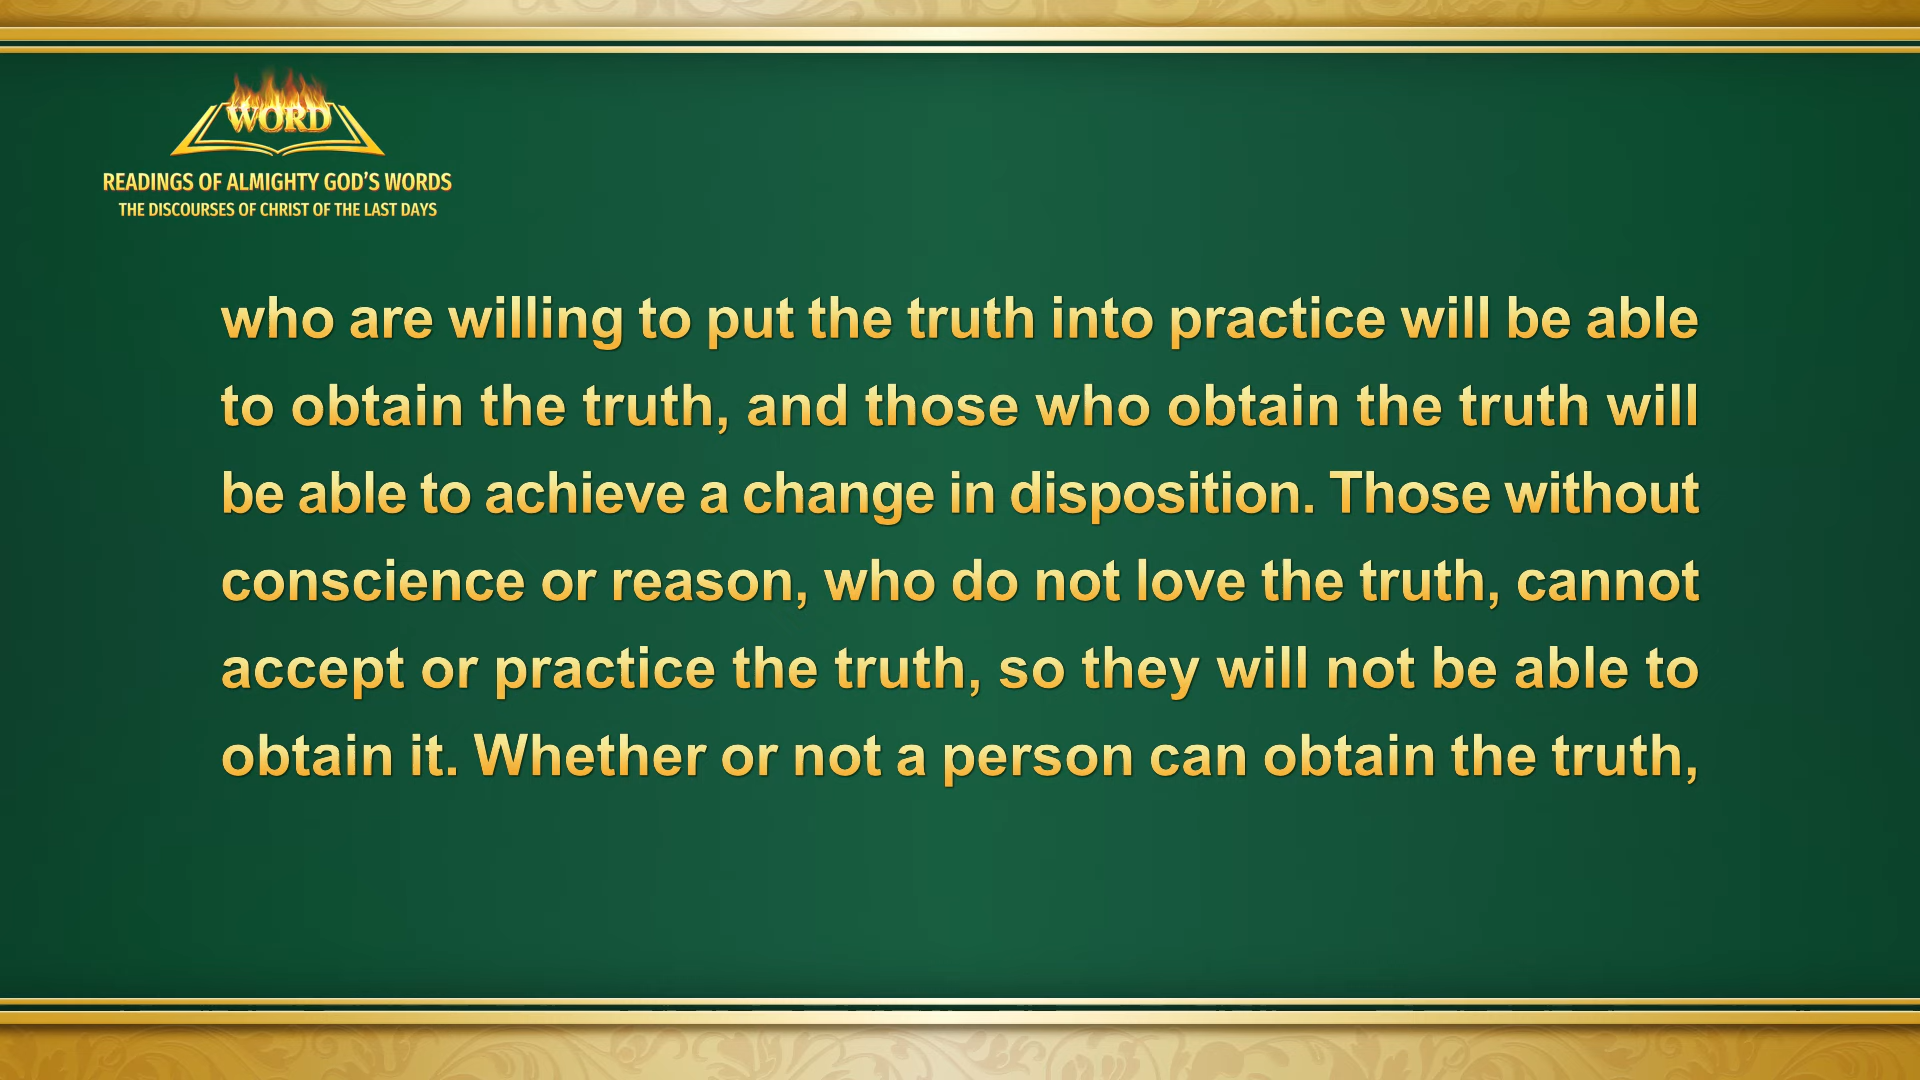 WORD
READINGS OF ALMIGHTY GOD'S WORDS
THE DISCOURSES OF CHRIST OF THE LAST DAYS
who are willing to put the truth into practice will be able
to obtain the truth, and those who obtain the truth will
be able to achieve a change in disposition. Those without
conscience or reason, who do not love the truth, cannot
accept or practice the truth, so they will not be able to
obtain it. Whether or not a person can obtain the truth,